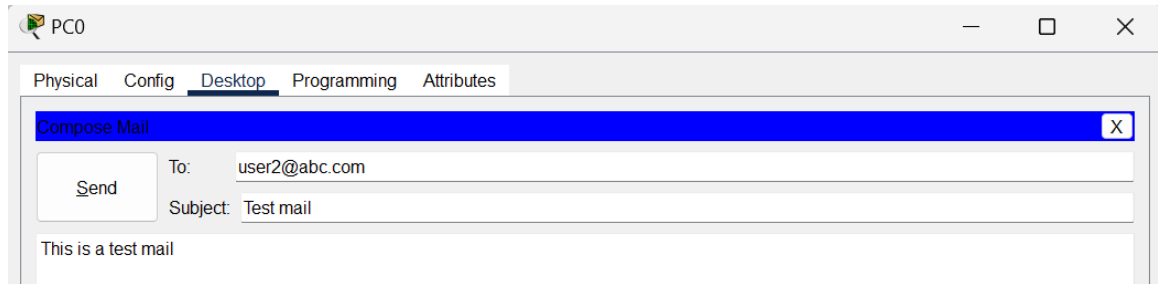 PC0
Physical Config Desktop Programming Attributes
Compose Mail X
To: user2@abc.com
Send
Subject: Test mail
This is a test mail